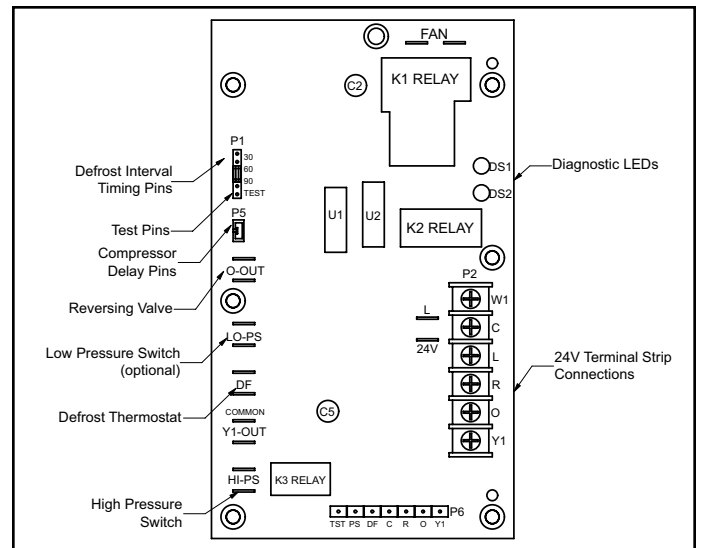 FAN
K1 RELAY
C2
P1
30
60
90
TEST
Defrost Interval
Timing Pins
DS1
DS2
Diagnostic LEDs
Test Pins
P5
U1
U2
K2 RELAY
Compressor
Delay Pins
O-OUT
Reversing Valve
P2
W1
C
L
R
O
Y1
L
24V
24V Terminal Strip
Connections
LO-PS
Low Pressure Switch
(optional)
DF
Defrost Thermostat
COMMON
Y1-OUT
C5
HI-PS
K3 RELAY
High Pressure
Switch
P6
TST PS DF C R O Y1